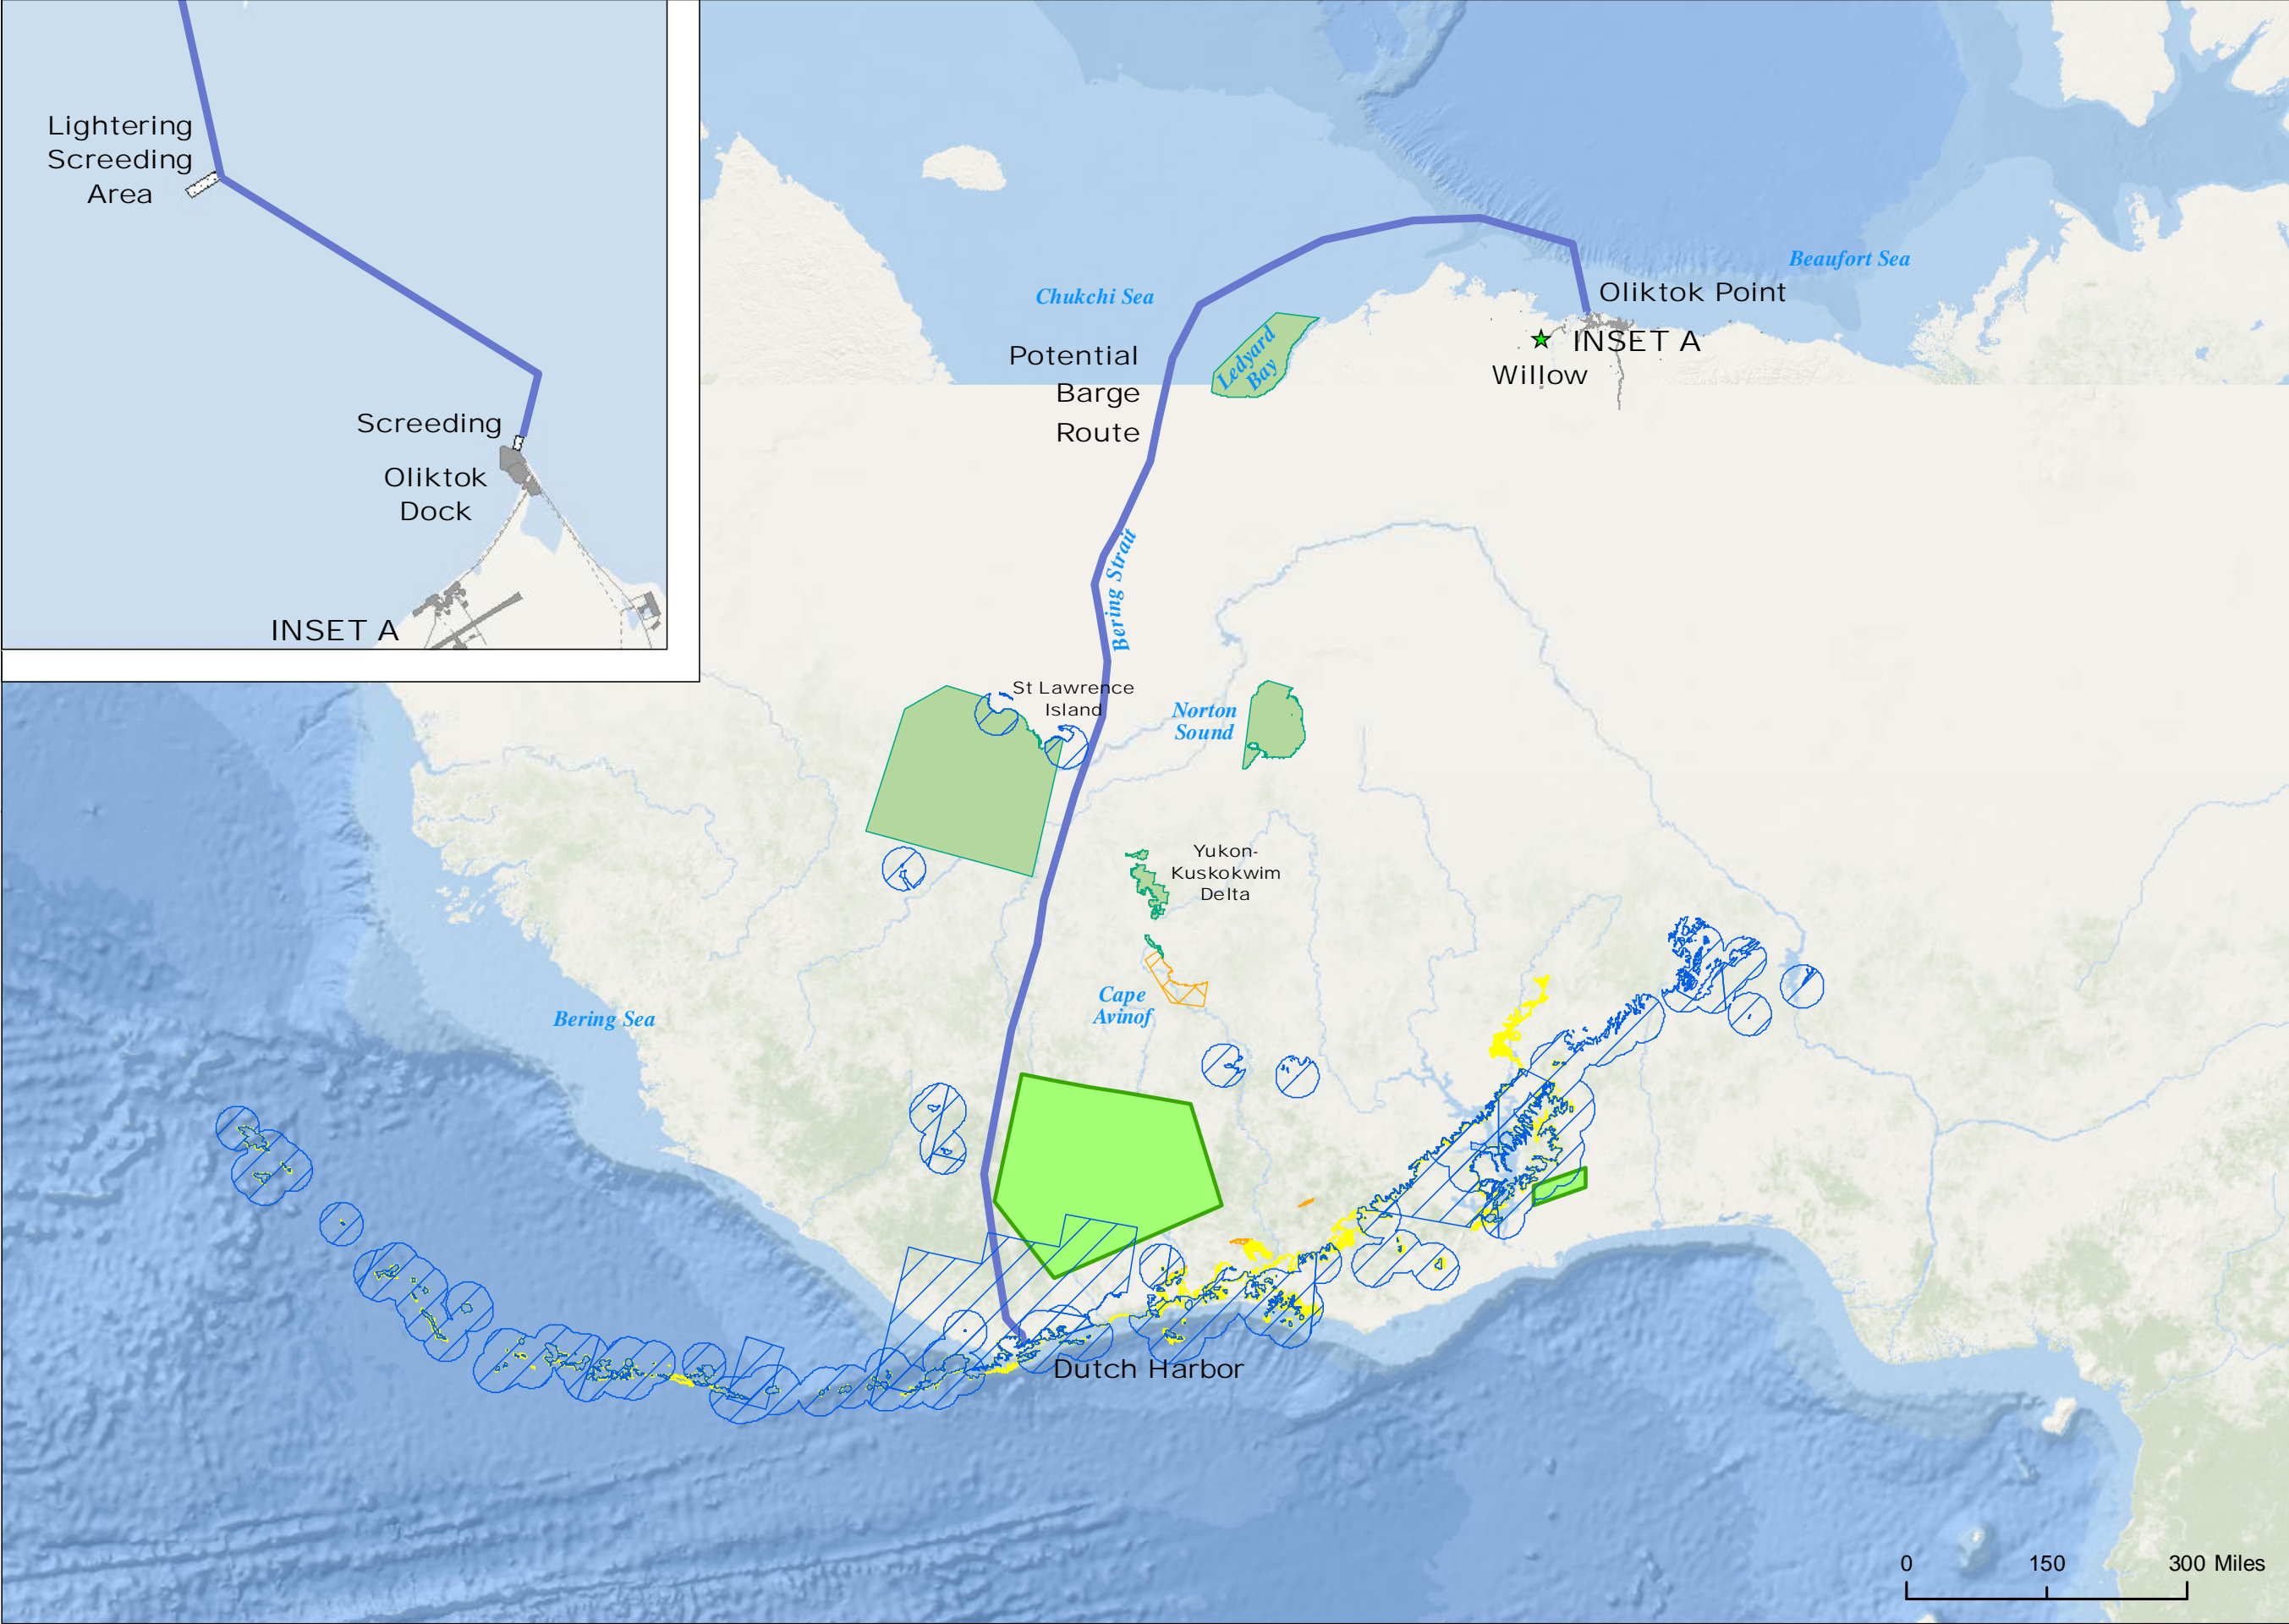 Lightering
Screeding
Area
Screeding
Oliktok
Dock
INSET A
Beaufort Sea
Chukchi Sea
Oliktok Point
INSET A
Willow
Ledyard
Bay
Potential
Barge
Route
Bering Strait
St Lawrence
Island
Norton
Sound
Yukon-
Kuskokwim
Delta
Cape
Avinof
Bering Sea
Dutch Harbor
0 150 300 Miles